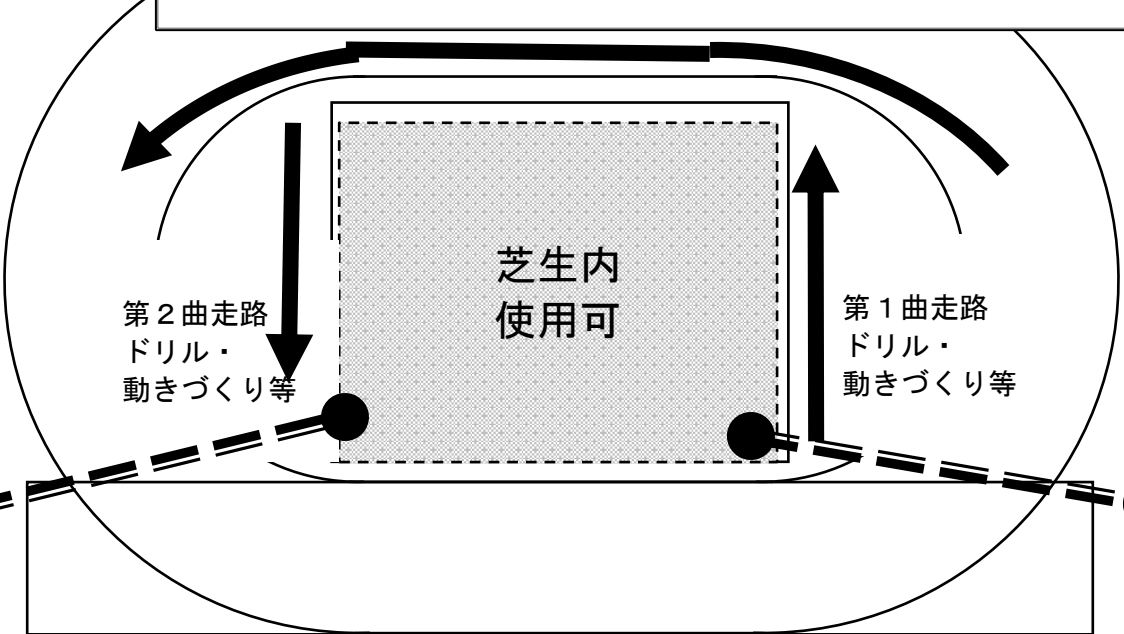 芝生内
使用可
第２曲走路
ドリル・
動きづくり等
第１曲走路
ドリル・
動きづくり等